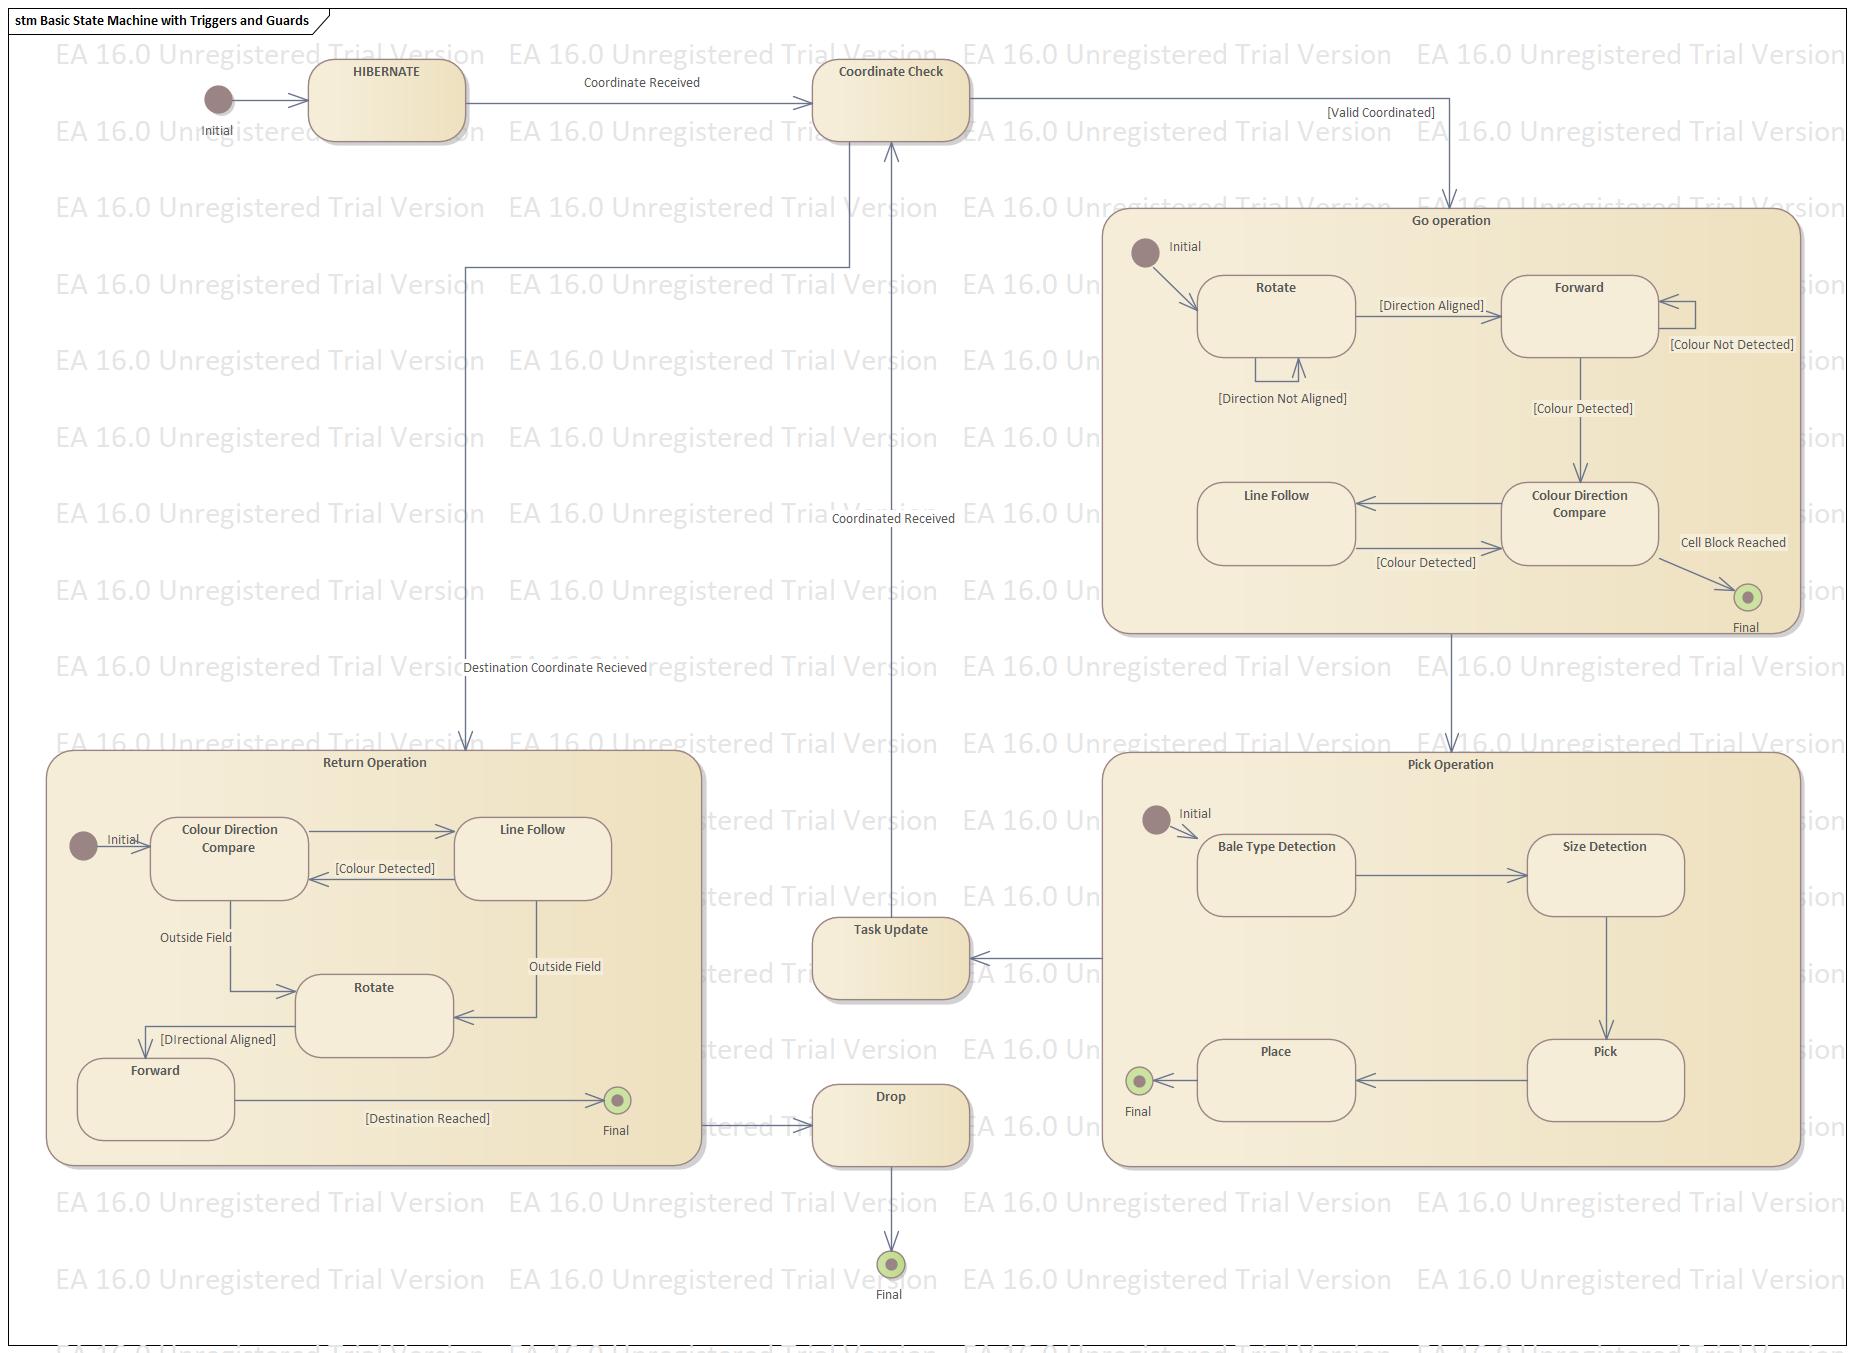 stm Basic State Machine with Triggers and Guards
EA 16.0 Unregistered Trial Version
HIBERNATE
Coordinate Received
Coordinate Check
Initial
[Valid Coordinated]
Go operation
Initial
Rotate
[Direction Aligned]
Forward
[Colour Not Detected]
[Direction Not Aligned]
[Colour Detected]
Line Follow
Colour Direction
Compare
Coordinated Received
Cell Block Reached
[Colour Detected]
Final
Destination Coordinate Recieved
Return Operation
Pick Operation
Initial
Colour Direction
Compare
Line Follow
[Colour Detected]
Outside Field
Outside Field
Rotate
[DIrectional Aligned]
Forward
[Destination Reached]
Final
Task Update
Drop
Final
Initial
Bale Type Detection
Size Detection
Place
Pick
Final